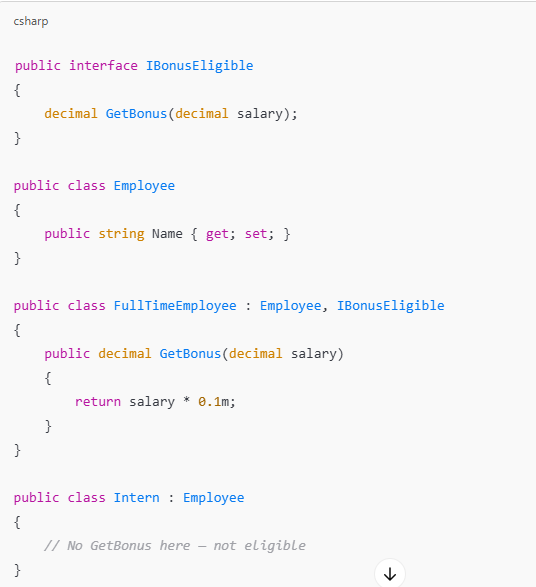 csharp
public interface IBonusEligible
{
    decimal GetBonus(decimal salary);
}
public class Employee
{
    public string Name { get; set; }
}
public class FullTimeEmployee : Employee, IBonusEligible
{
    public decimal GetBonus(decimal salary)
    {
        return salary * 0.1m;
    }
}
public class Intern : Employee
{
    // No GetBonus here — not eligible
}